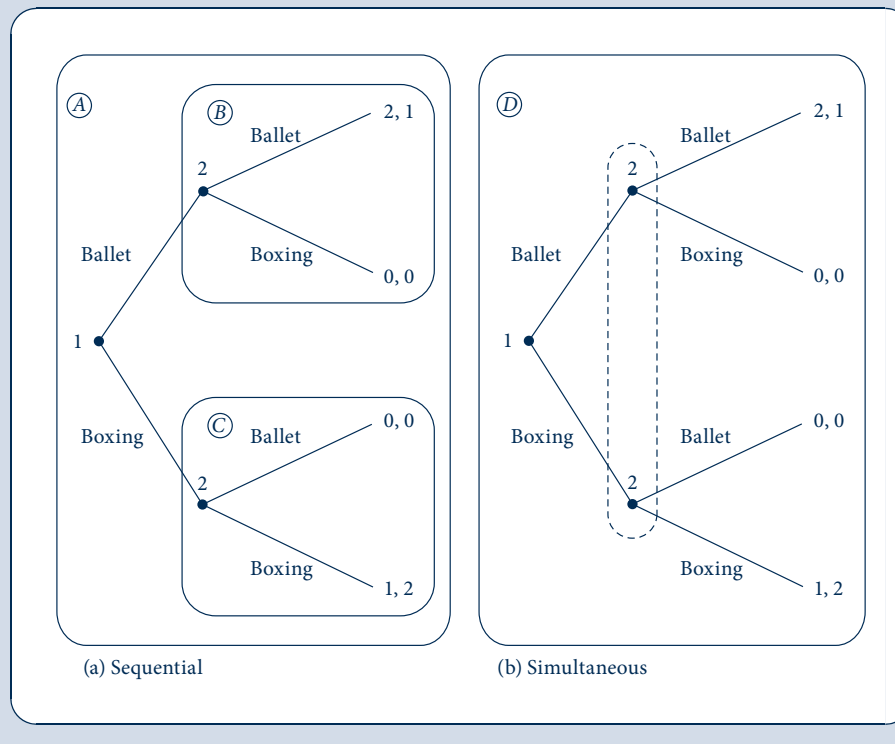 A
B
2, 1
Ballet
2
Ballet
Boxing
0, 0
1
Boxing
C
0, 0
Ballet
2
Boxing
1, 2
(a) Sequential
D
2, 1
Ballet
2
Ballet
Boxing
0, 0
1
Boxing
0, 0
Ballet
2
Boxing
1, 2
(b) Simultaneous